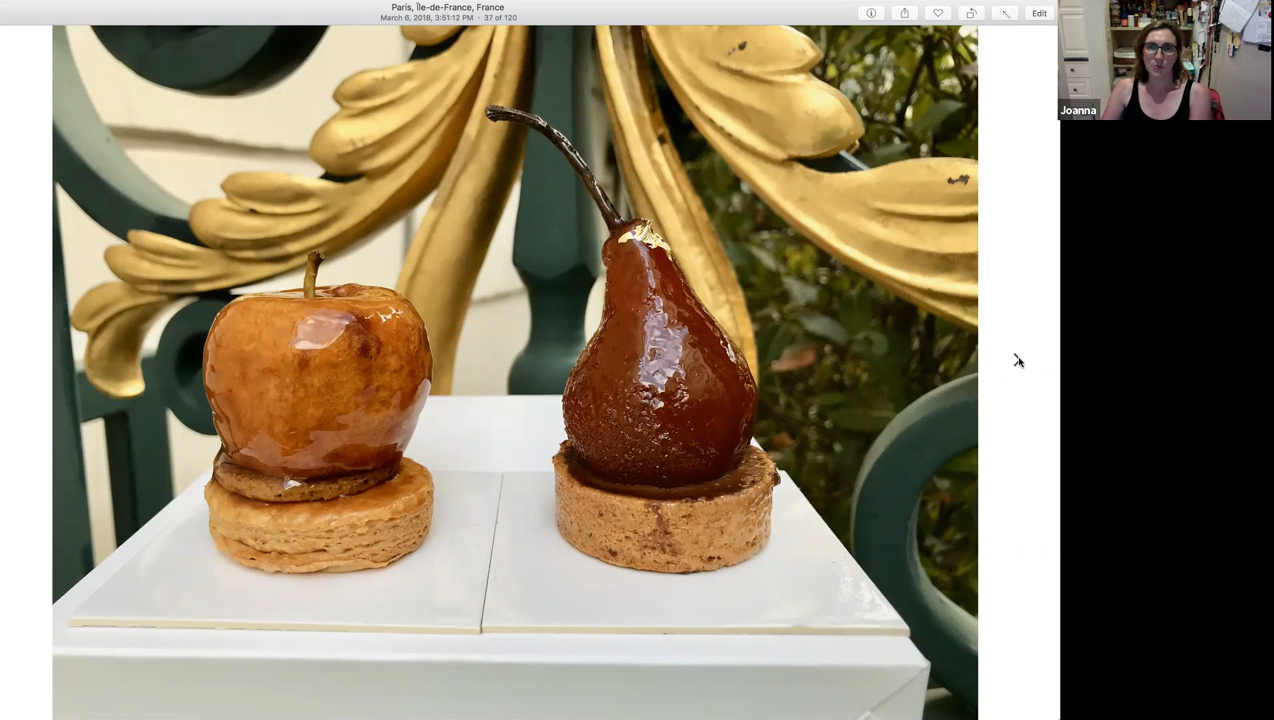 Paris, Île-de-France, France
March 6, 2018, 3:51:12 PM · 37 of 120
Edit
Joanna